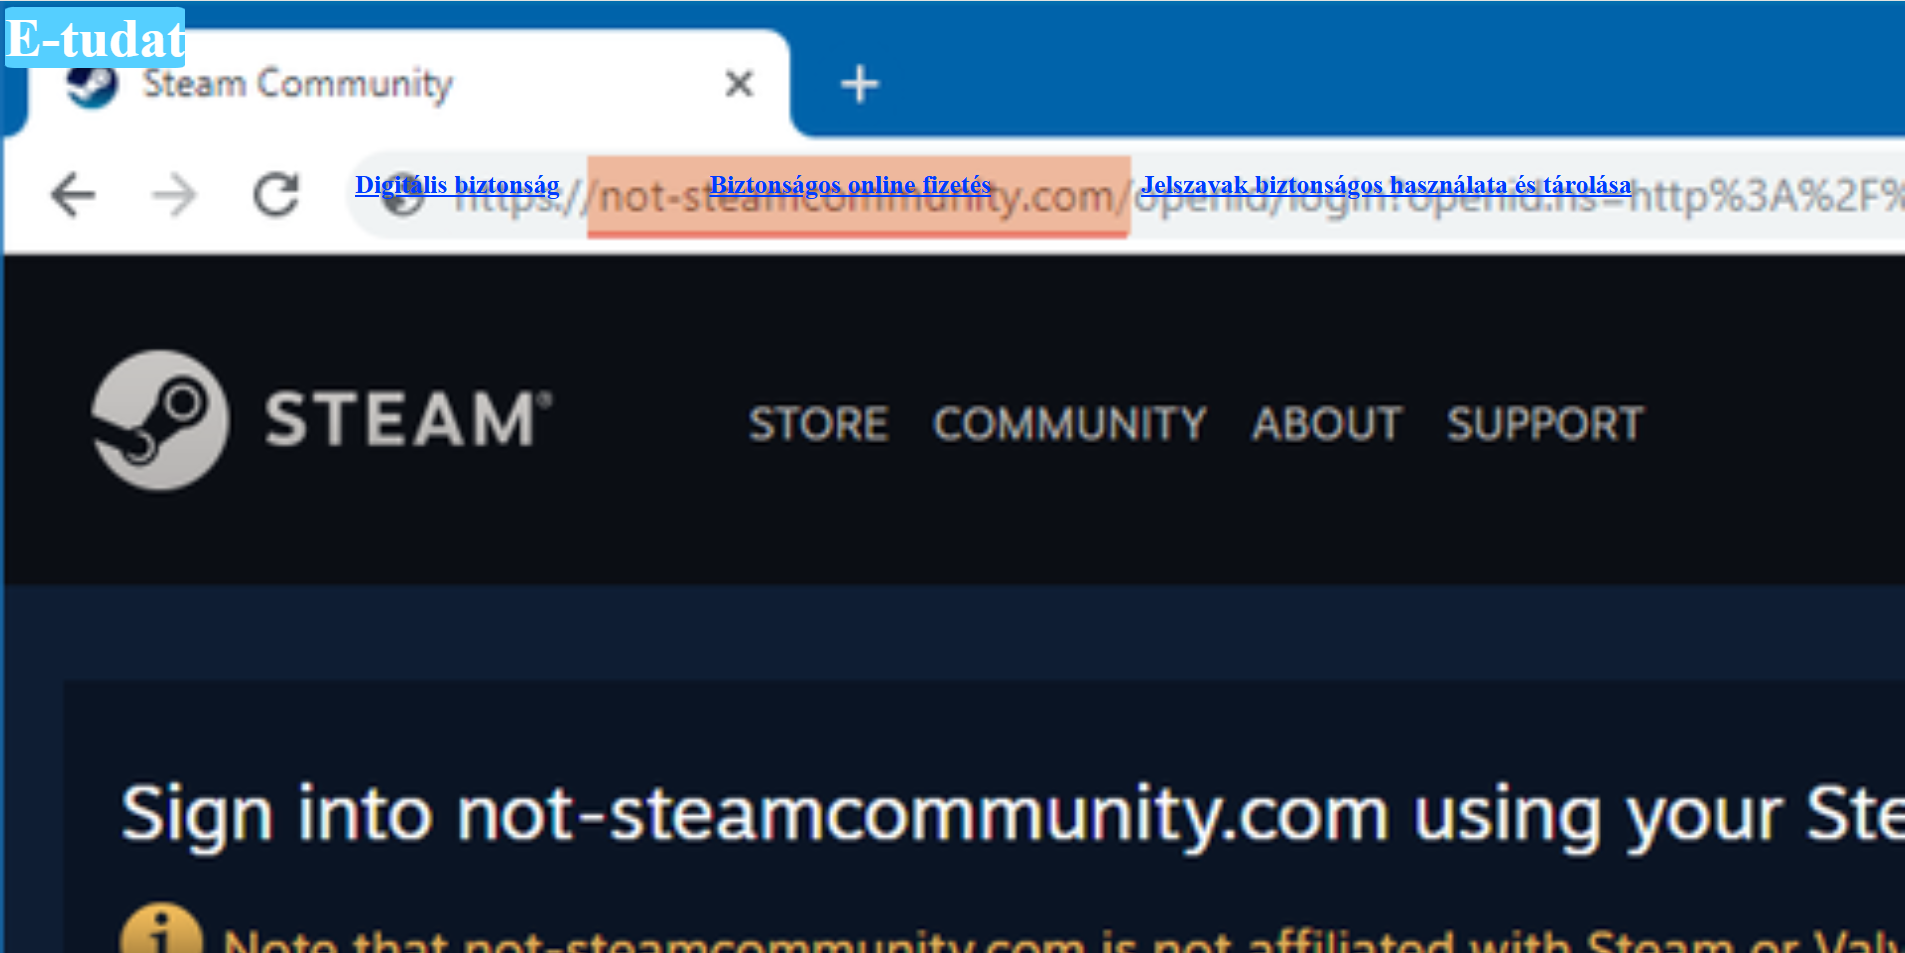 E-tudat
Steam Community
https://not-steamcommunity.com/openid/login?openid.ns=http%3A%2F%
Digitális biztonság Biztonságos online fizetés Jelszavak biztonságos használata és tárolása
STEAM®
STORE COMMUNITY ABOUT SUPPORT
Sign into not-steamcommunity.com using your Ste
Note that not-steamcommunity.com is not affiliated with Steam or Valv